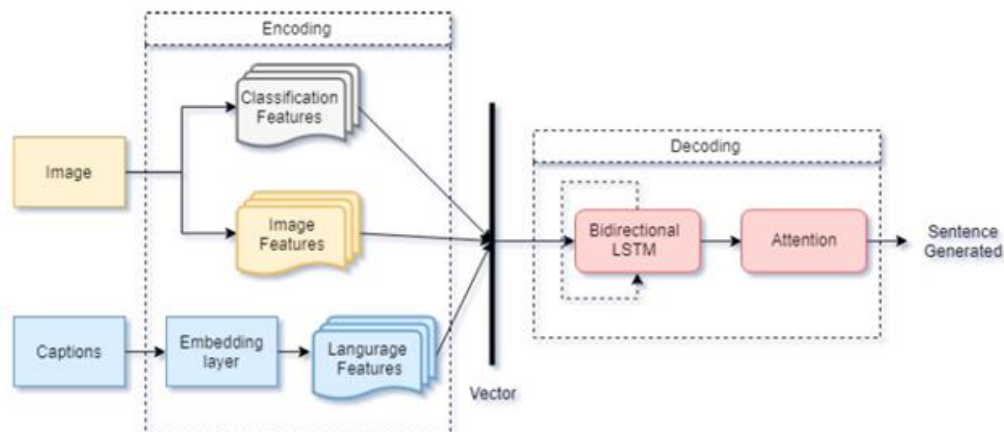 Encoding
Classification
Features
Image
Image
Features
Captions
Embedding
layer
Langurage
Features
Vector
Decoding
Bidirectional
LSTM
Attention
Sentence
Generated